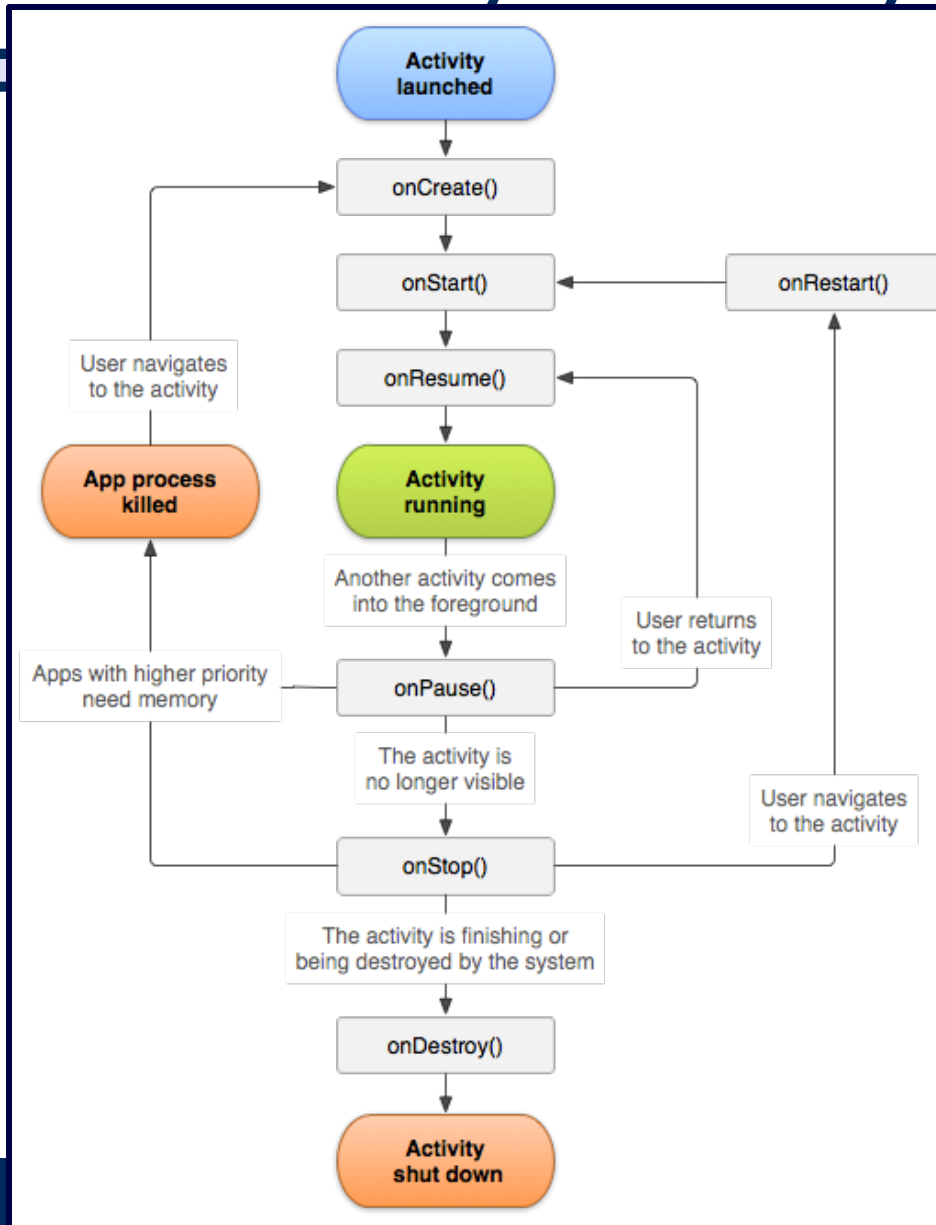 Activity
launched
onCreate()
onStart()
onRestart()
onResume()
User navigates
to the activity
App process
killed
Activity
running
Another activity comes
into the foreground
User returns
to the activity
Apps with higher priority
need memory
onPause()
The activity is
no longer visible
User navigates
to the activity
onStop()
The activity is finishing or
being destroyed by the system
onDestroy()
Activity
shut down